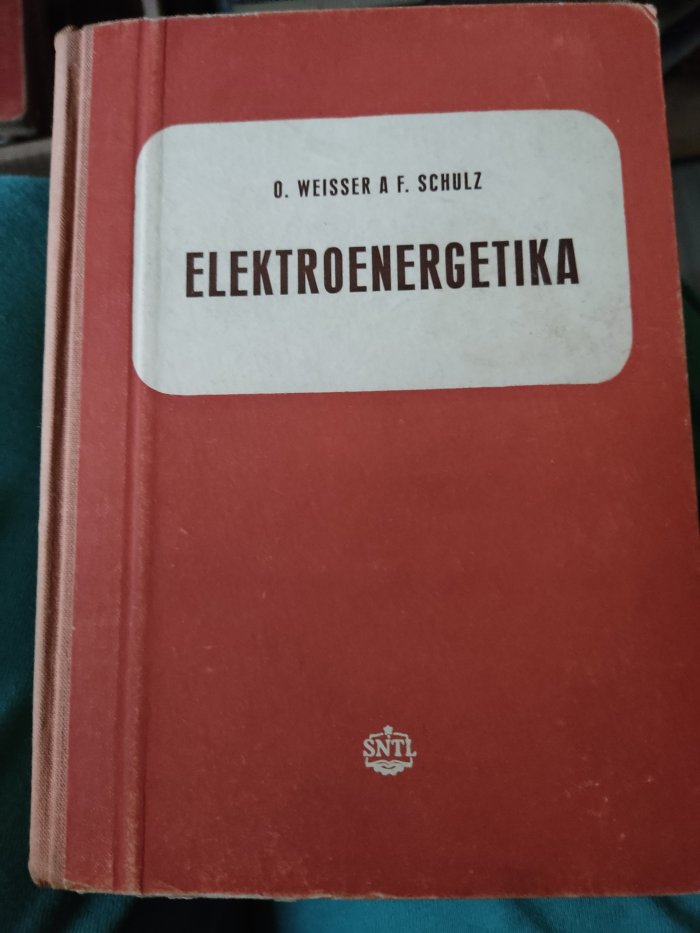 O. WEISSER A F. SCHULZ
ELEKTROENERGETIKA
SNTL